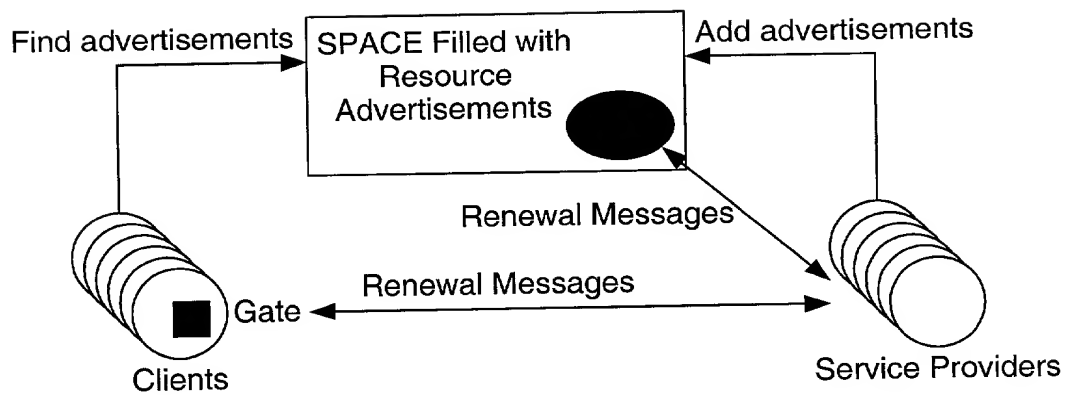 Find advertisements
SPACE Filled with
Resource
Advertisements
Add advertisements
Renewal Messages
Renewal Messages
Gate
Clients
Service Providers